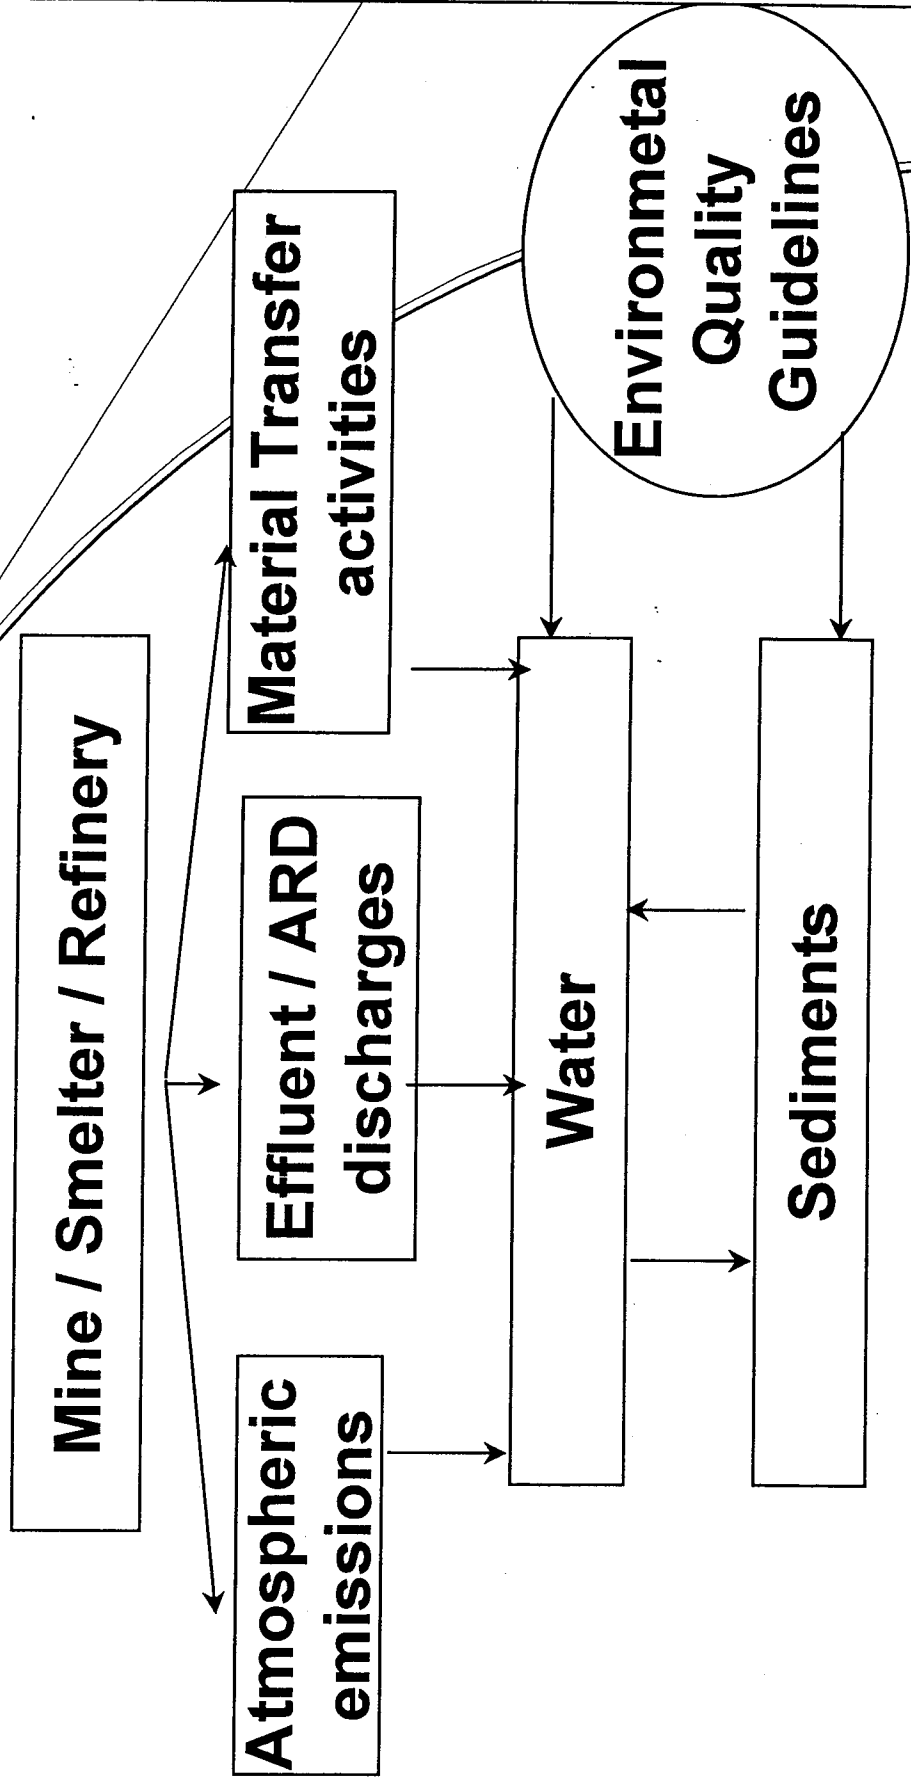 Mine / Smelter / Refinery
Atmospheric
emissions
Effluent / ARD
discharges
Material Transfer
activities
Water
Sediments
Environmetal
Quality
Guidelines